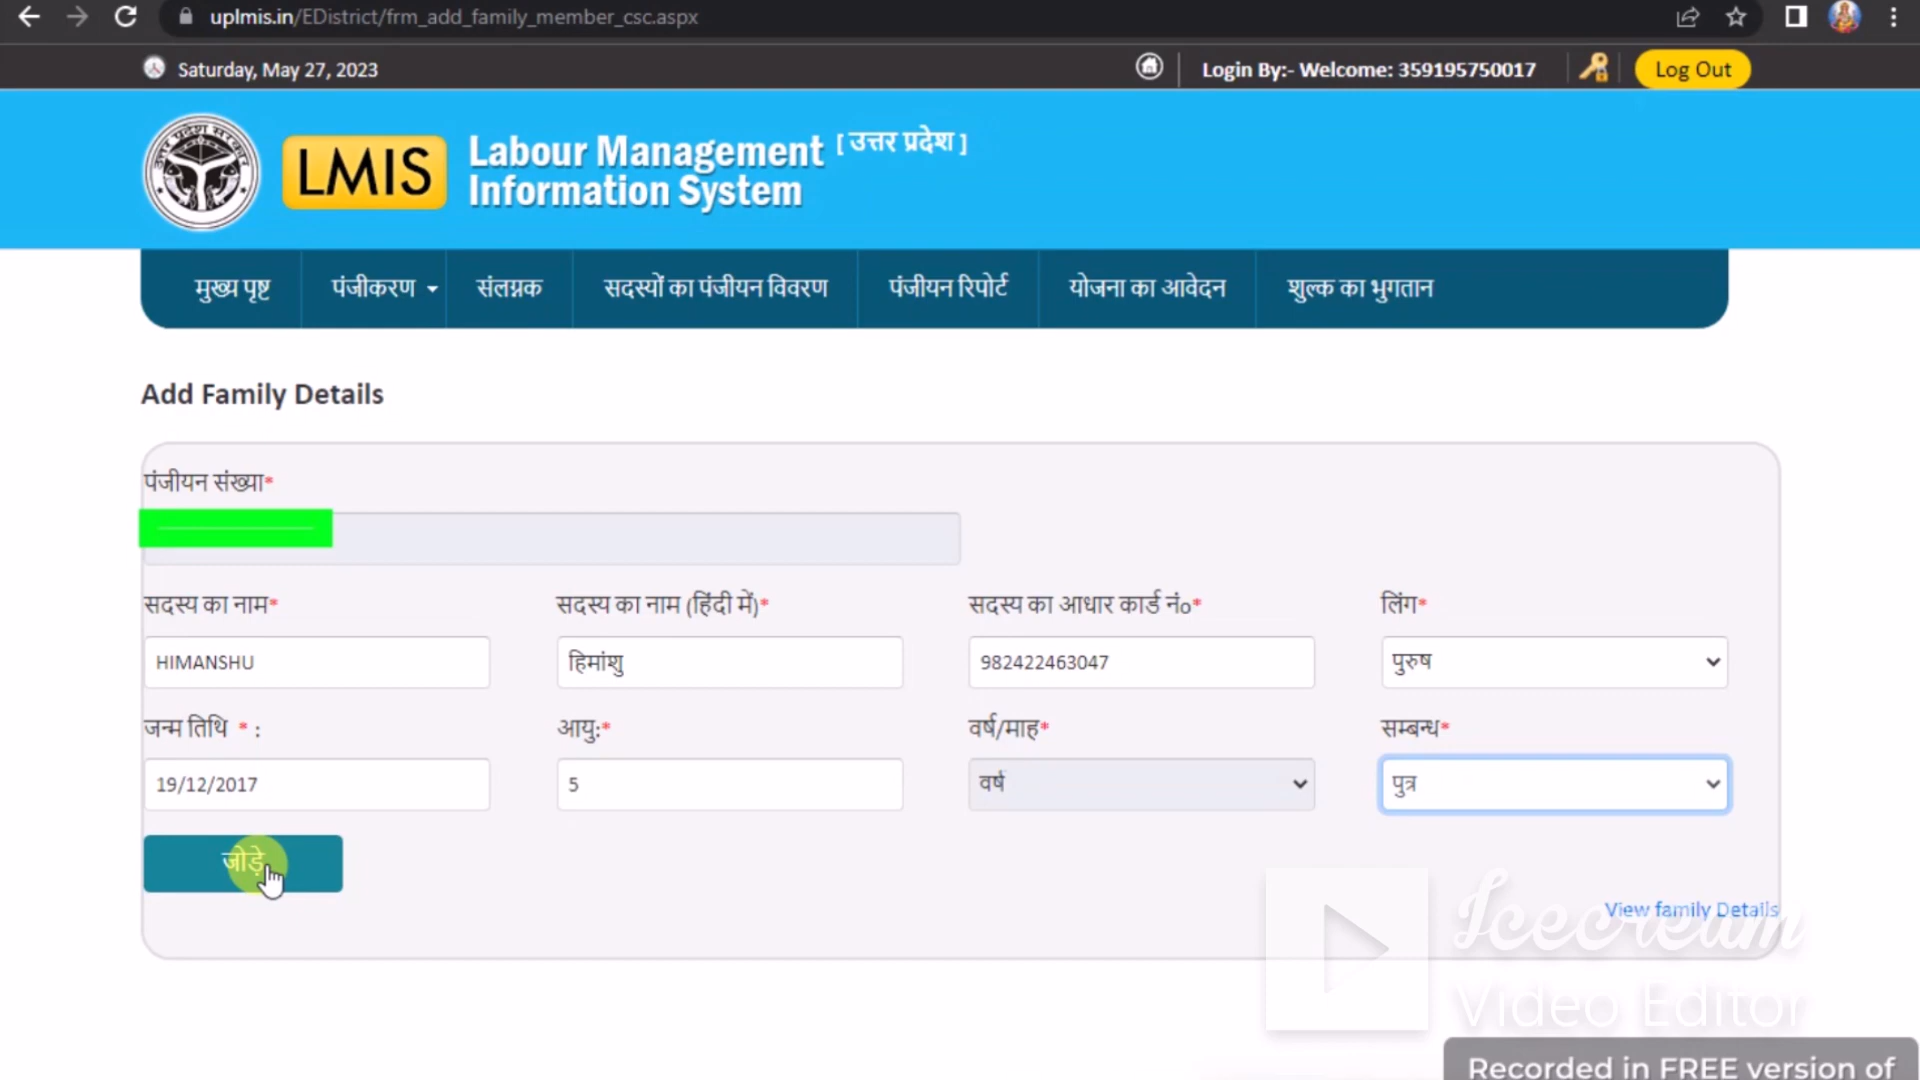 uplmis.in/EDistrict/frm_add_family_member_csc.aspx
Saturday, May 27, 2023
Login By:- Welcome: 359195750017
Log Out
LMIS
Labour Management [ उत्तर प्रदेश ]
Information System
मुख्य पृष्ट
पंजीकरण
संलग्नक
सदस्यों का पंजीयन विवरण
पंजीयन रिपोर्ट
योजना का आवेदन
शुल्क का भुगतान
Add Family Details
पंजीयन संख्या*
सदस्य का नाम*
सदस्य का नाम (हिंदी में)*
सदस्य का आधार कार्ड नं०*
लिंग*
HIMANSHU
हिमांशु
982422463047
पुरुष
जन्म तिथि * :
आयु:*
वर्ष/माह*
सम्बन्ध*
19/12/2017
5
वर्ष
पुत्र
जोड़े
View family Details
Icecream
Video Editor
Recorded in FREE version of